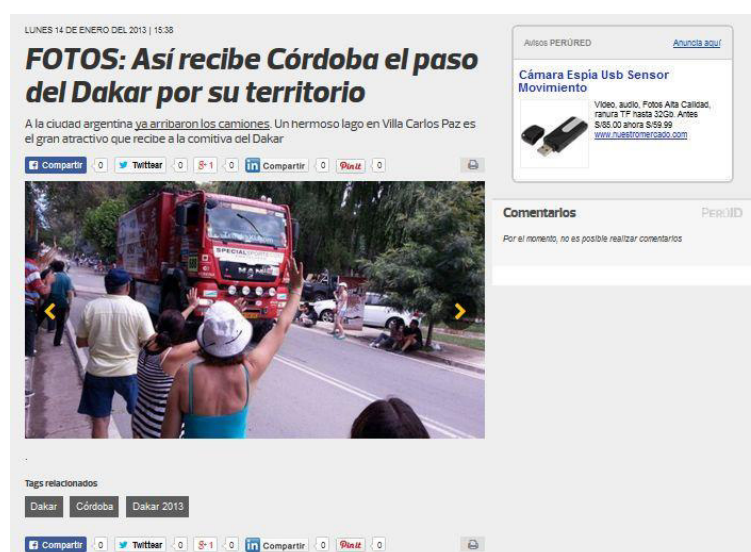 LUNES 14 DE ENERO DEL 2013 | 15:38
FOTOS: Así recibe Córdoba el paso
del Dakar por su territorio
A la ciudad argentina ya arribaron los camiones. Un hermoso lago en Villa Carlos Paz es
el gran atractivo que recibe a la comitiva del Dakar
Compartir 0 Twittear 0 g+1 0 in Compartir 0 Pinit 0
SPECIAL
MAN
.
Tags relacionados
Dakar Córdoba Dakar 2013
Compartir 0 Twittear 0 g+1 0 in Compartir 0 Pinit 0
Avisos PERÚRED Anuncia aquí
Cámara Espía Usb Sensor
Movimiento
Video, audio, Fotos Alta Calidad,
ranura TF hasta 32Gb. Antes
S/85.00 ahora S/59.99
www.nuestromercado.com
Comentarios PERÚID
Por el momento, no es posible realizar comentarios